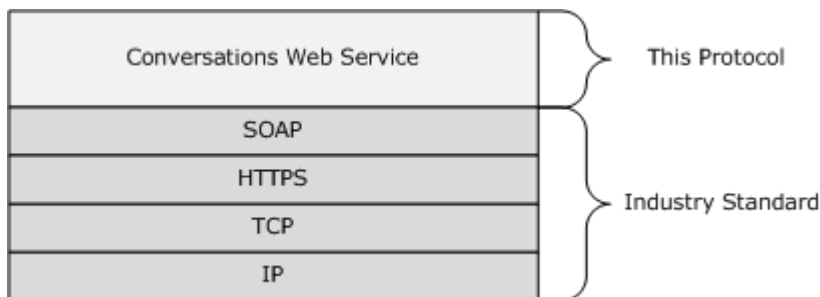 Conversations Web Service
This Protocol
SOAP
HTTPS
TCP
IP
Industry Standard